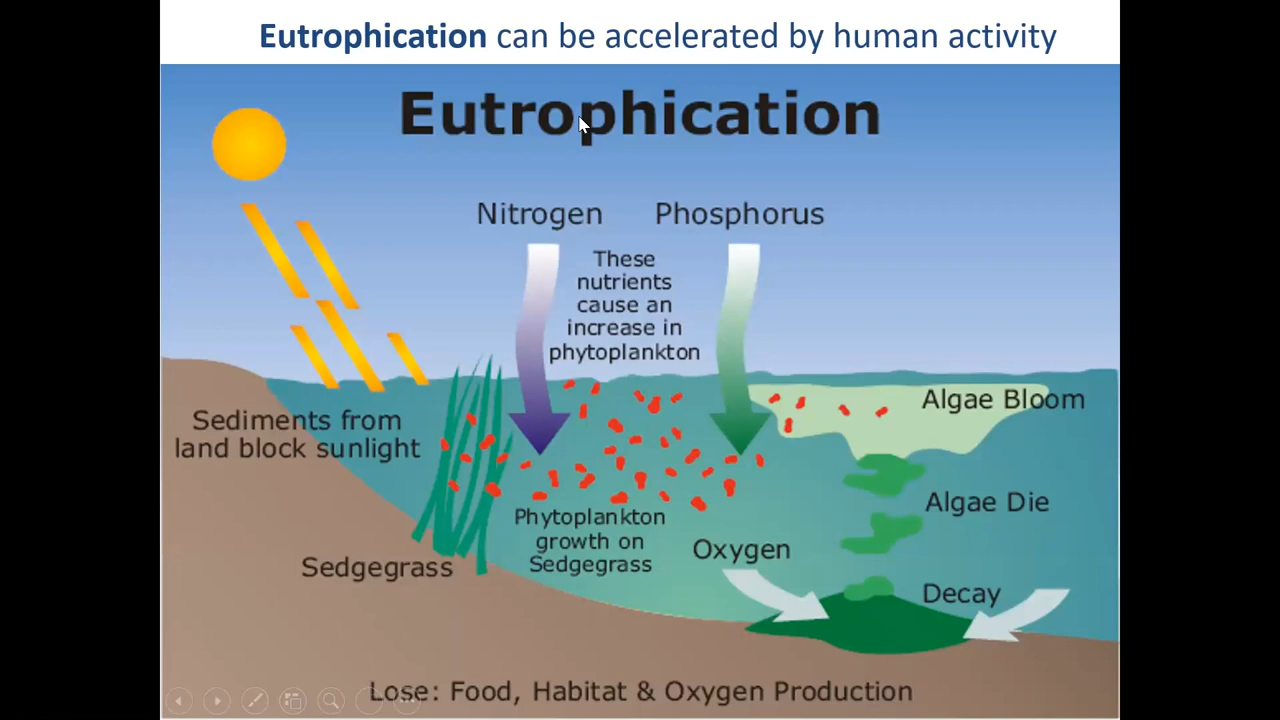 Eutrophication can be accelerated by human activity
Eutrophication
Nitrogen
Phosphorus
These
nutrients
cause an
increase in
phytoplankton
Algae Bloom
Sediments from
land block sunlight
Algae Die
Phytoplankton
growth on
Sedgegrass
Oxygen
Sedgegrass
Decay
Lose: Food, Habitat & Oxygen Production